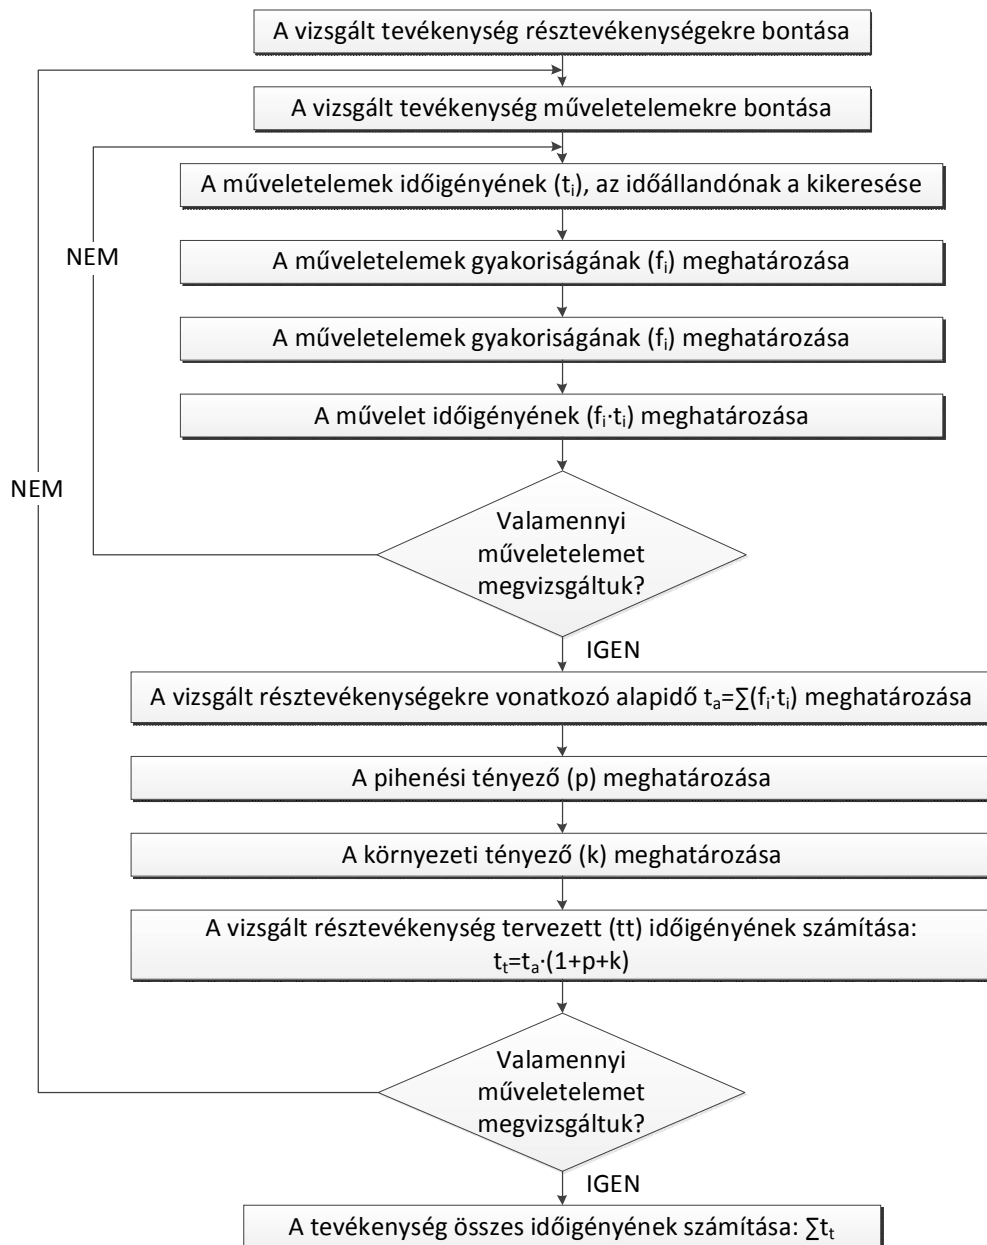 A vizsgált tevékenység résztevékenységekre bontása
A vizsgált tevékenység műveletelemekre bontása
A műveletelemek időigényének (tᵢ), az időállandónak a kikeresése
NEM
A műveletelemek gyakoriságának (fᵢ) meghatározása
A műveletelemek gyakoriságának (fᵢ) meghatározása
A művelet időigényének (fᵢ·tᵢ) meghatározása
NEM
Valamennyi
műveletelemet
megvizsgáltuk?
IGEN
A vizsgált résztevékenységekre vonatkozó alapidő tₐ=∑(fᵢ·tᵢ) meghatározása
A pihenési tényező (p) meghatározása
A környezeti tényező (k) meghatározása
A vizsgált résztevékenység tervezett (tt) időigényének számítása:
tₜ=tₐ·(1+p+k)
Valamennyi
műveletelemet
megvizsgáltuk?
IGEN
A tevékenység összes időigényének számítása: ∑tₜ